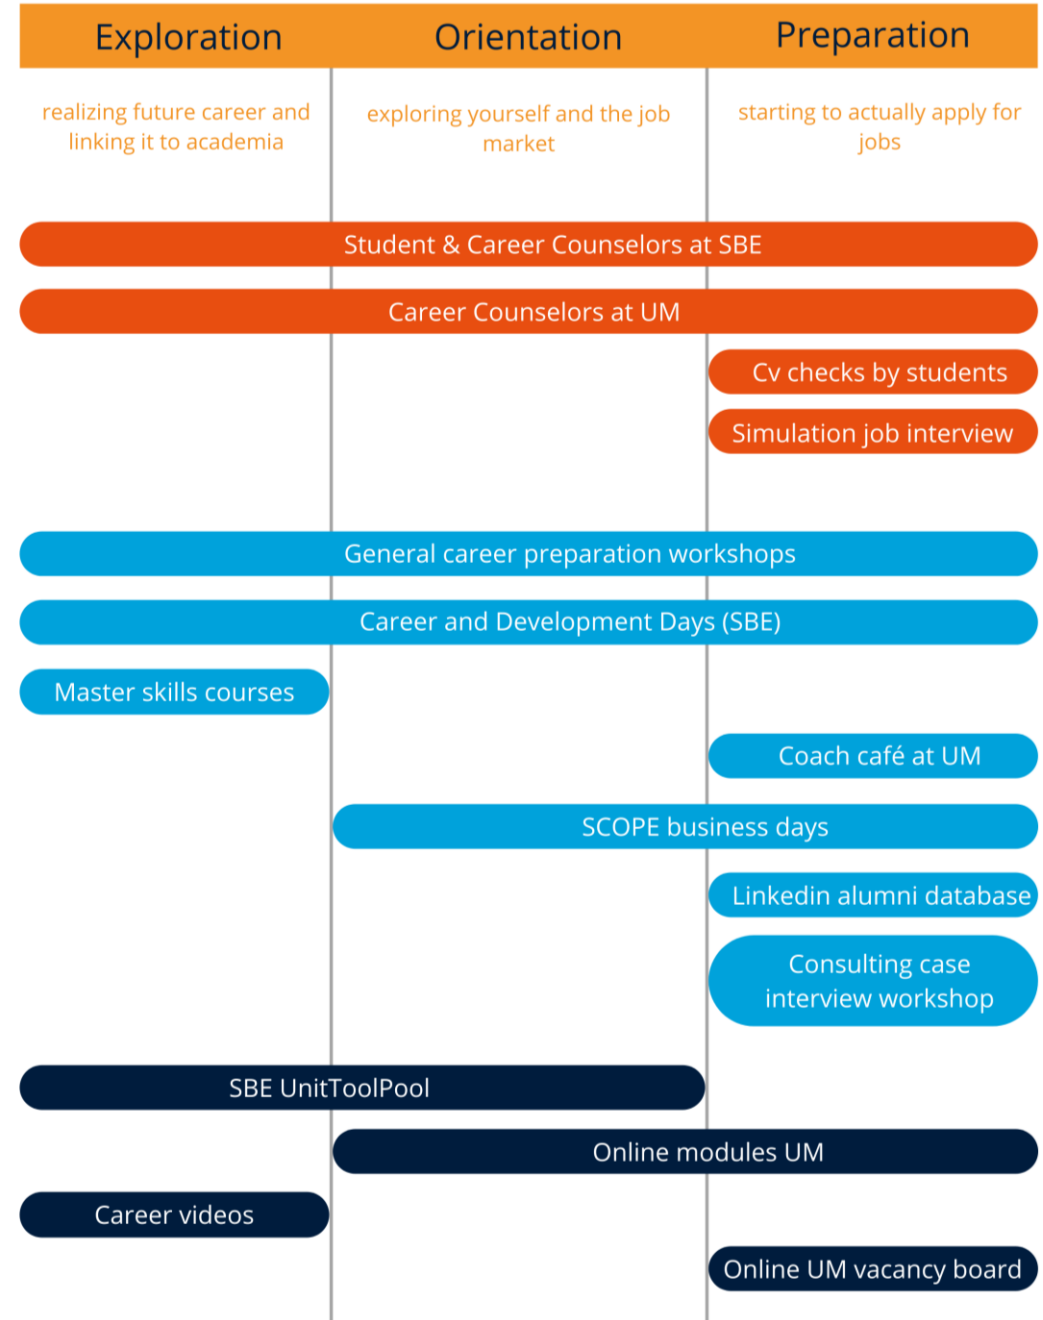 Exploration
Orientation
Preparation
realizing future career and
linking it to academia
exploring yourself and the job
market
starting to actually apply for
jobs
Student & Career Counselors at SBE
Career Counselors at UM
Cv checks by students
Simulation job interview
General career preparation workshops
Career and Development Days (SBE)
Master skills courses
Coach café at UM
SCOPE business days
Linkedin alumni database
Consulting case
interview workshop
SBE UnitToolPool
Online modules UM
Career videos
Online UM vacancy board